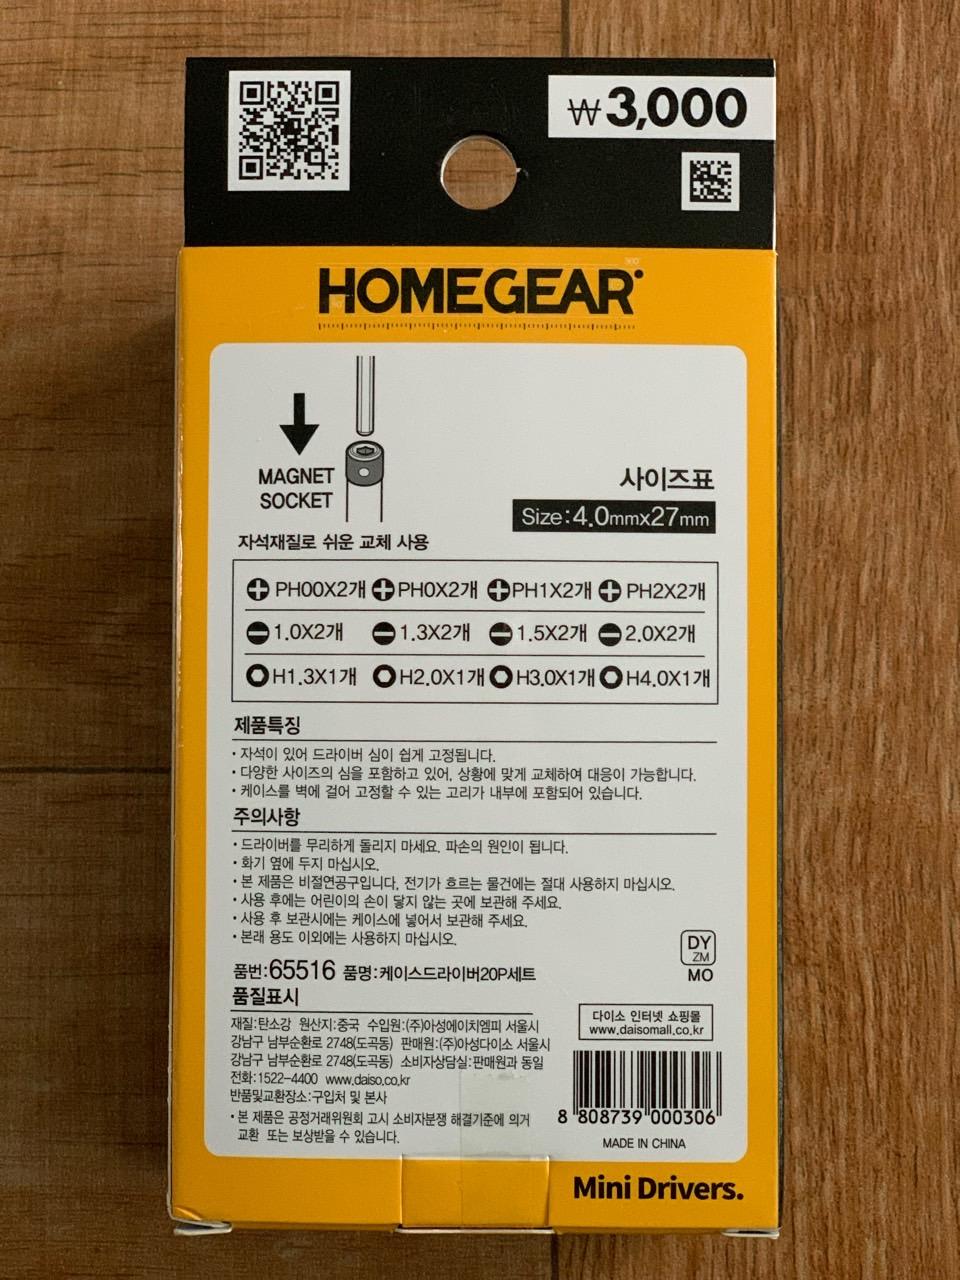 ₩3,000
HOMEGEAR
MAGNET
SOCKET
자석재질로 쉬운 교체 사용
사이즈표
Size:4.0mmx27mm
PH00X2개 PH0X2개 PH1X2개 PH2X2개
1.0X2개 1.3X2개 1.5X2개 2.0X2개
H1.3X1개 H2.0X1개 H3.0X1개 H4.0X1개
제품특징
• 자석이 있어 드라이버 심이 쉽게 고정됩니다.
• 다양한 사이즈의 심을 포함하고 있어, 상황에 맞게 교체하여 대응이 가능합니다.
• 케이스를 벽에 걸어 고정할 수 있는 고리가 내부에 포함되어 있습니다.
주의사항
• 드라이버를 무리하게 돌리지 마세요. 파손의 원인이 됩니다.
• 화기 옆에 두지 마십시오.
• 본 제품은 비절연공구입니다, 전기가 흐르는 물건에는 절대 사용하지 마십시오.
• 사용 후에는 어린이의 손이 닿지 않는 곳에 보관해 주세요.
• 사용 후 보관시에는 케이스에 넣어서 보관해 주세요.
• 본래 용도 이외에는 사용하지 마십시오.
DY
ZM
MO
품번:65516 품명:케이스드라이버20P세트
품질표시
재질:탄소강 원산지:중국 수입원:(주)아성에이치엠피 서울시
강남구 남부순환로 2748(도곡동) 판매원:(주)아성다이소 서울시
강남구 남부순환로 2748(도곡동) 소비자상담실:판매원과 동일
전화:1522-4400 www.daiso.co.kr
반품및교환장소:구입처 및 본사
• 본 제품은 공정거래위원회 고시 소비자분쟁 해결기준에 의거
교환 또는 보상받을 수 있습니다.
다이소 인터넷 쇼핑몰
www.daisomall.co.kr
8 808739 000306
MADE IN CHINA
Mini Drivers.